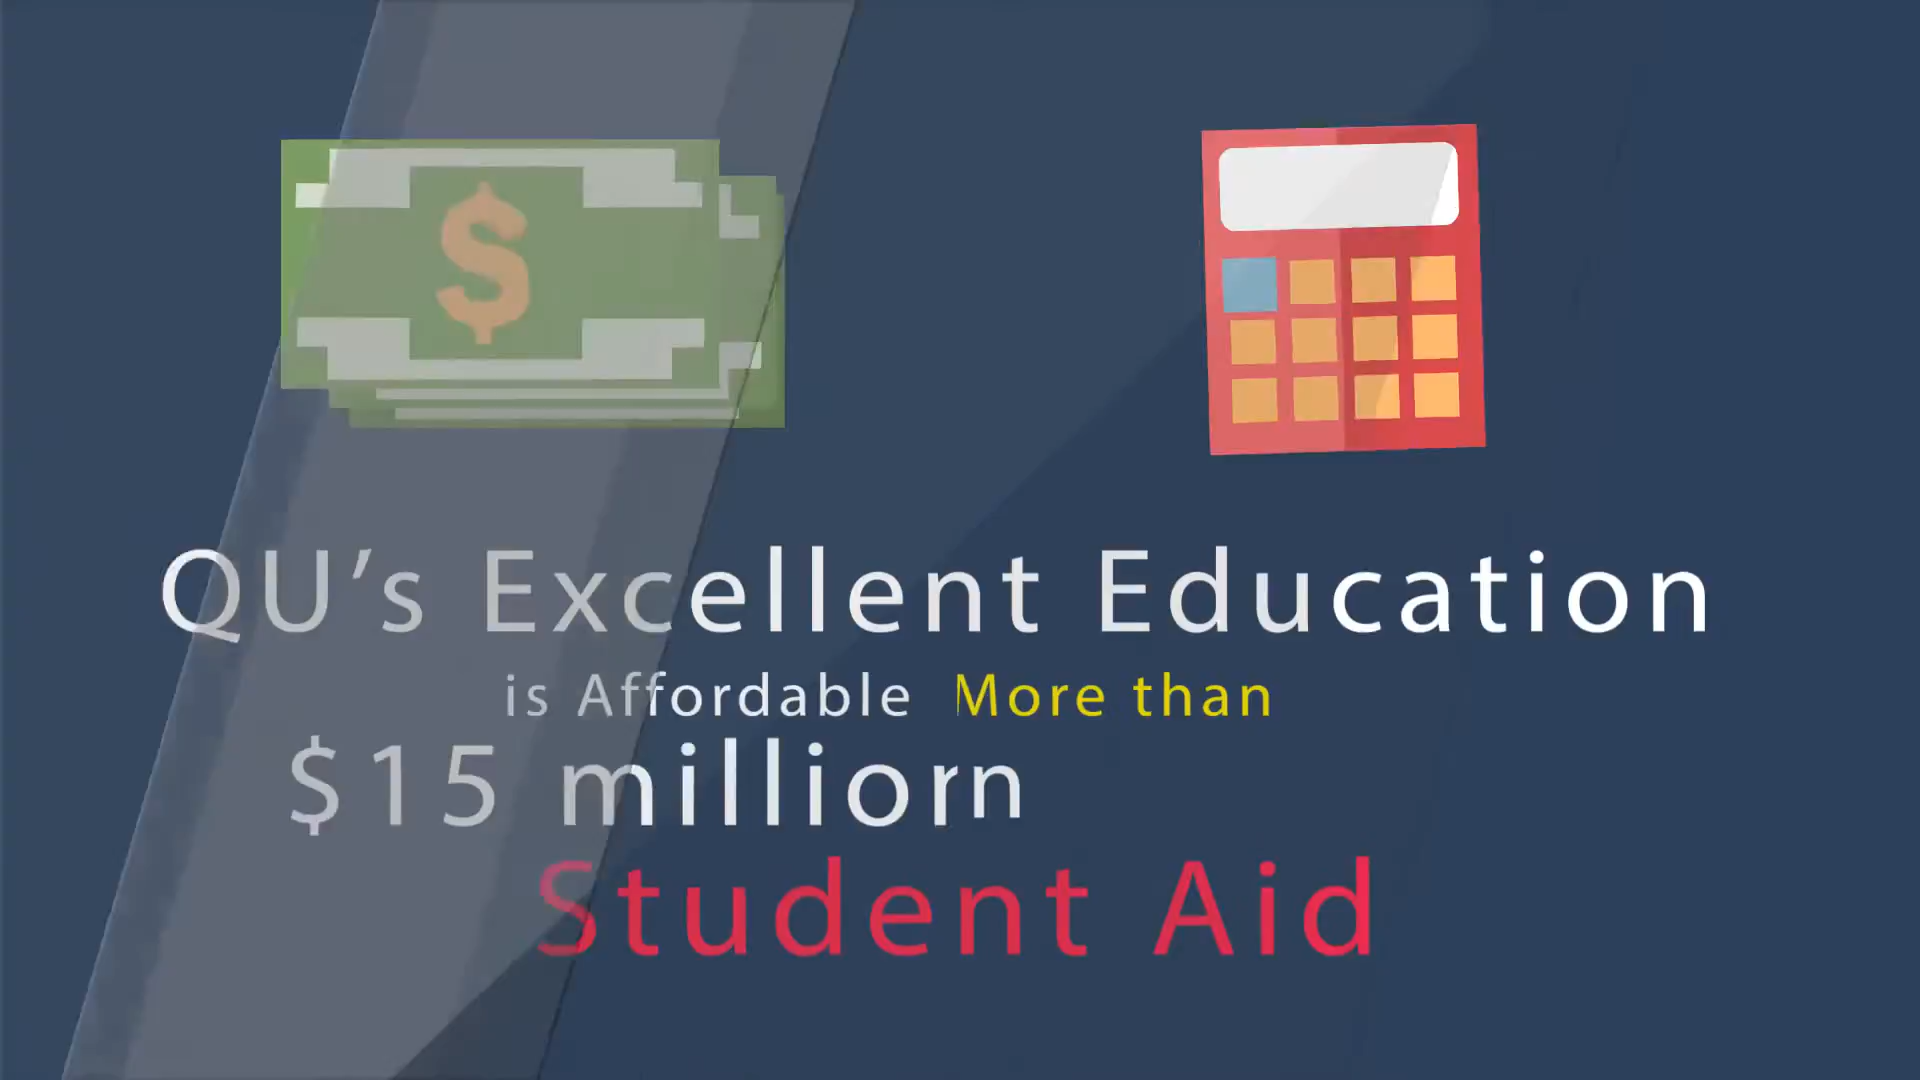 $
QU’s Excellent Education
is Affordable More than
$15 milliorn
Student Aid